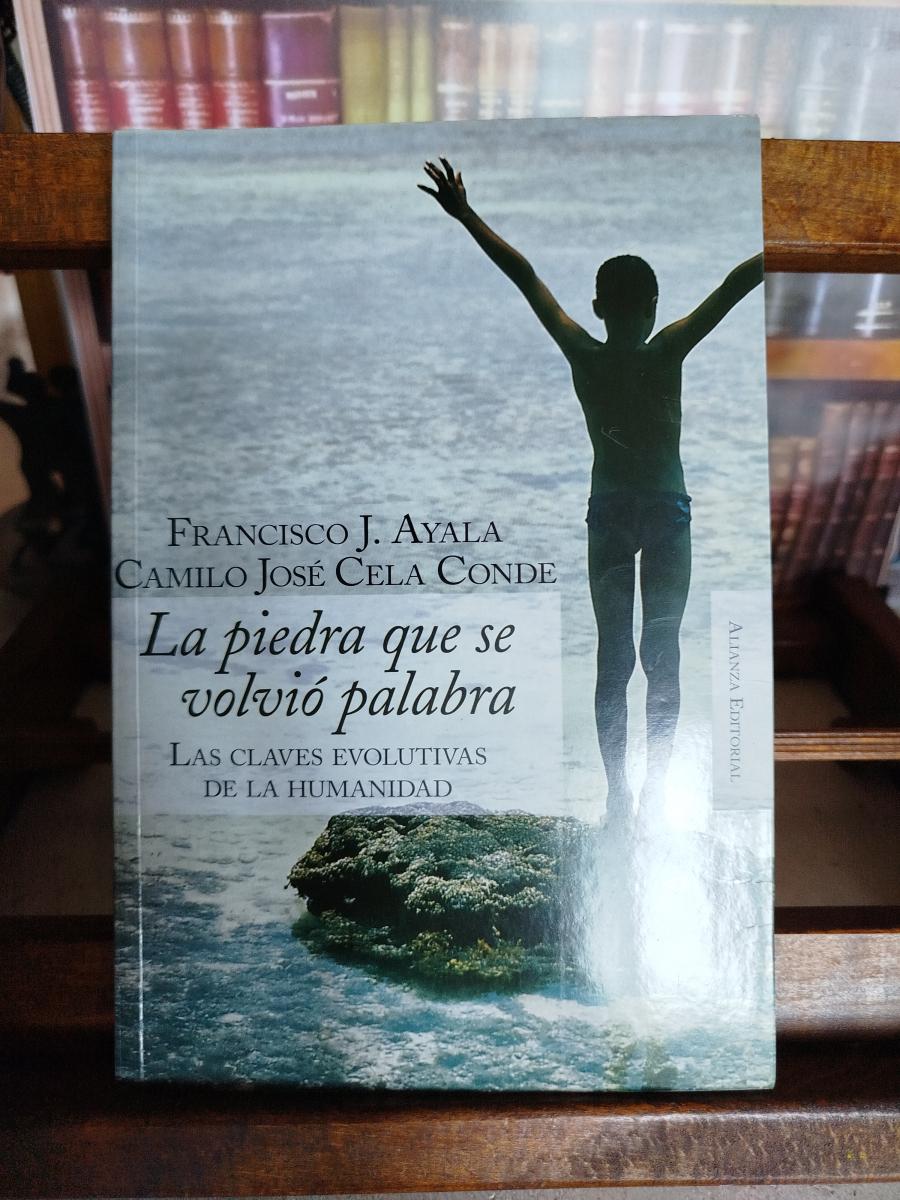 FRANCISCO J. AYALA
CAMILO JOSÉ CELA CONDE
La piedra que se
volvió palabra
LAS CLAVES EVOLUTIVAS
DE LA HUMANIDAD
ALIANZA EDITORIAL